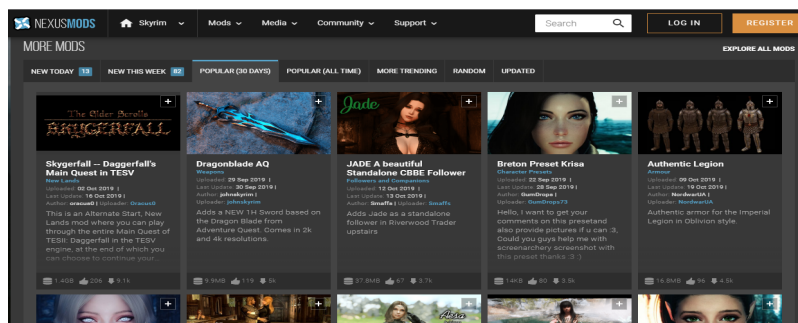 NEXUSMODS Skyrim Mods Media Community Support Search LOG IN REGISTER
MORE MODS
EXPLORE ALL MODS
NEW TODAY 13 NEW THIS WEEK 82 POPULAR (30 DAYS) POPULAR (ALL TIME) MORE TRENDING RANDOM UPDATED
The Elder Scrolls
SKYGERFALL
Skygerfall -- Daggerfall's
Main Quest in TESV
New Lands
Uploaded: 02 Oct 2019 |
Last Update: 16 Oct 2019 |
Author: oracus0 | Uploader: Oracus0
This is an Alternate Start, New
Lands mod where you can play
through the entire Main Quest of
TESII: Daggerfall in the TESV
engine, at the end of which you
can choose to continue your...
1.4GB 206 9.1k
Dragonblade AQ
Weapons
Uploaded: 29 Sep 2019 |
Last Update: 30 Sep 2019 |
Author: johnskyrim |
Uploader: johnskyrim
Adds a NEW 1H Sword based on
the Dragon Blade from
Adventure Quest. Comes in 2k
and 4k resolutions.
9.9MB 119 5k
Jade
JADE A beautiful
Standalone CBBE Follower
Followers and Companions
Uploaded: 12 Oct 2019 |
Last Update: 13 Oct 2019 |
Author: Smaffs | Uploader: Smaffs
Adds Jade as a standalone
follower in Riverwood Trader
upstairs
37.8MB 67 3.7k
Breton Preset Krisa
Character Presets
Uploaded: 22 Sep 2019 |
Last Update: 28 Sep 2019 |
Author: GumDrops |
Uploader: GumDrops73
Hello, I want to get your
comments on this presetand
also provide pictures if u can :3,
Could you guys help me with
screenarchery screenshot with
this preset thanks :3 :)
14KB 80 3.5k
Authentic Legion
Armour
Uploaded: 09 Oct 2019 |
Last Update: 19 Oct 2019 |
Author: NordwarUA |
Uploader: NordwarUA
Authentic armor for the Imperial
Legion in Oblivion style.
16.8MB 96 4.5k